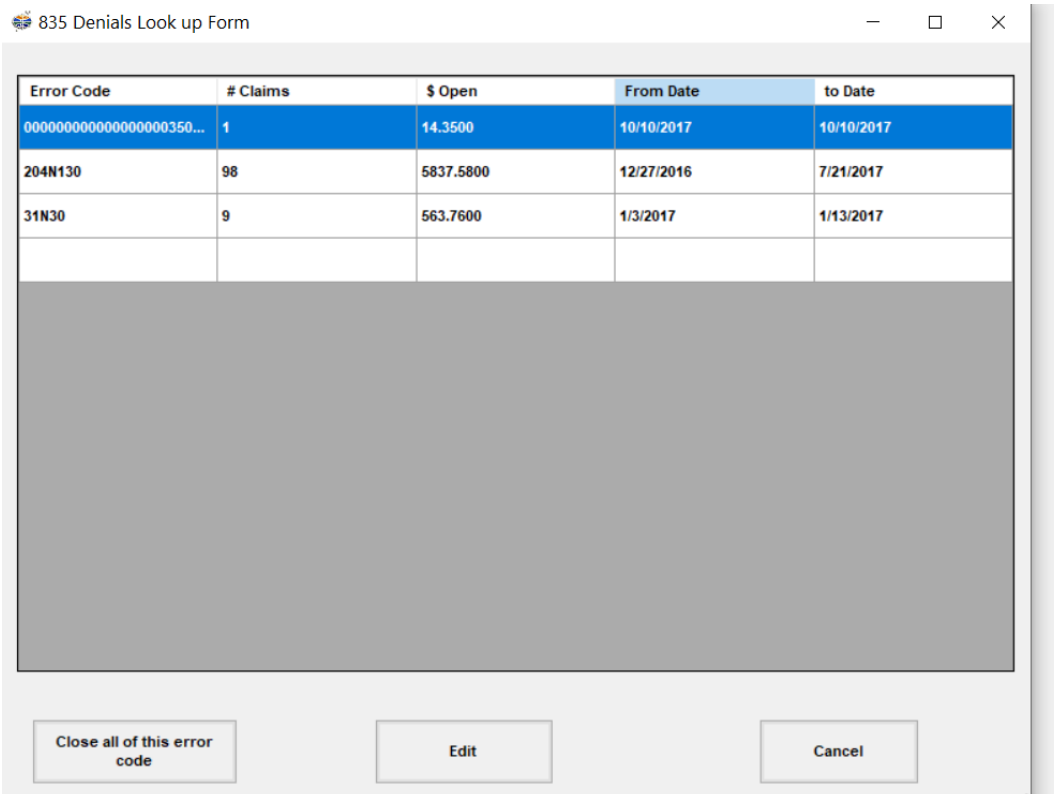 835 Denials Look up Form
Error Code # Claims $ Open From Date to Date
000000000000000000350... 1 14.3500 10/10/2017 10/10/2017
204N130 98 5837.5800 12/27/2016 7/21/2017
31N30 9 563.7600 1/3/2017 1/13/2017
Close all of this error
code
Edit
Cancel